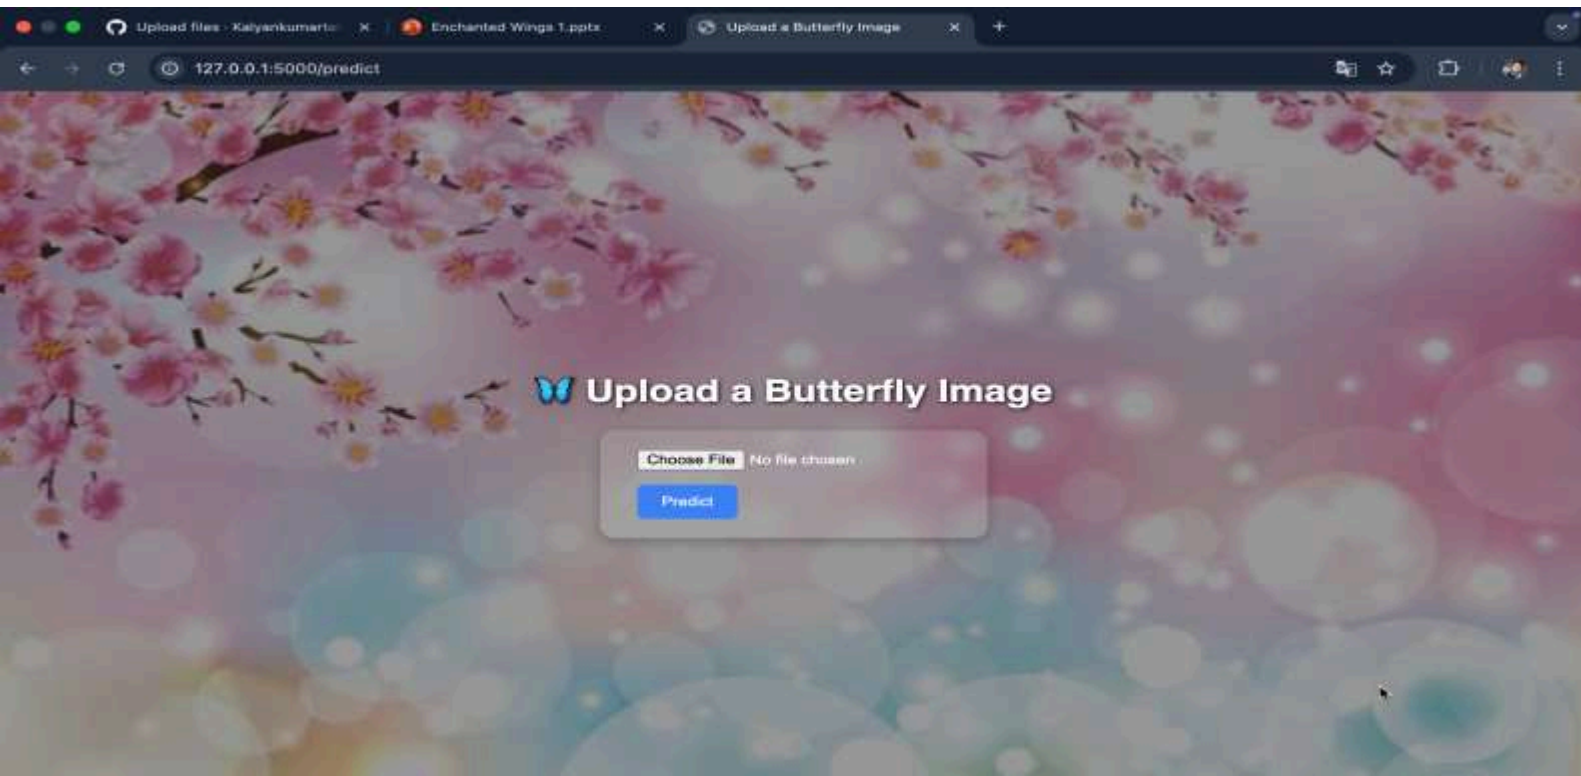 Upload files · Kalyankumarto
Enchanted Wings 1.pptx
Upload a Butterfly Image
127.0.0.1:5000/predict
Upload a Butterfly Image
Choose File No file chosen
Predict